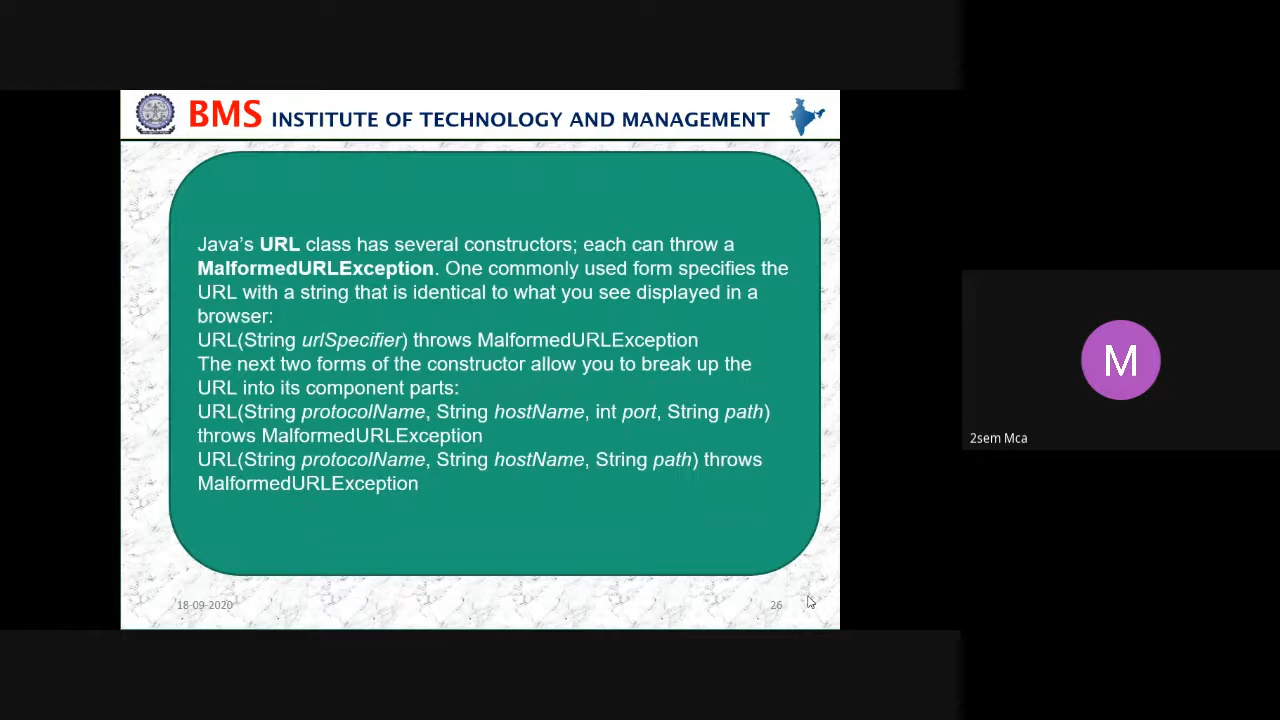 BMS INSTITUTE OF TECHNOLOGY AND MANAGEMENT
Java’s URL class has several constructors; each can throw a
MalformedURLException. One commonly used form specifies the
URL with a string that is identical to what you see displayed in a
browser:
URL(String urlSpecifier) throws MalformedURLException
The next two forms of the constructor allow you to break up the
URL into its component parts:
URL(String protocolName, String hostName, int port, String path)
throws MalformedURLException
URL(String protocolName, String hostName, String path) throws
MalformedURLException
18-09-2020
26
M
2sem Mca